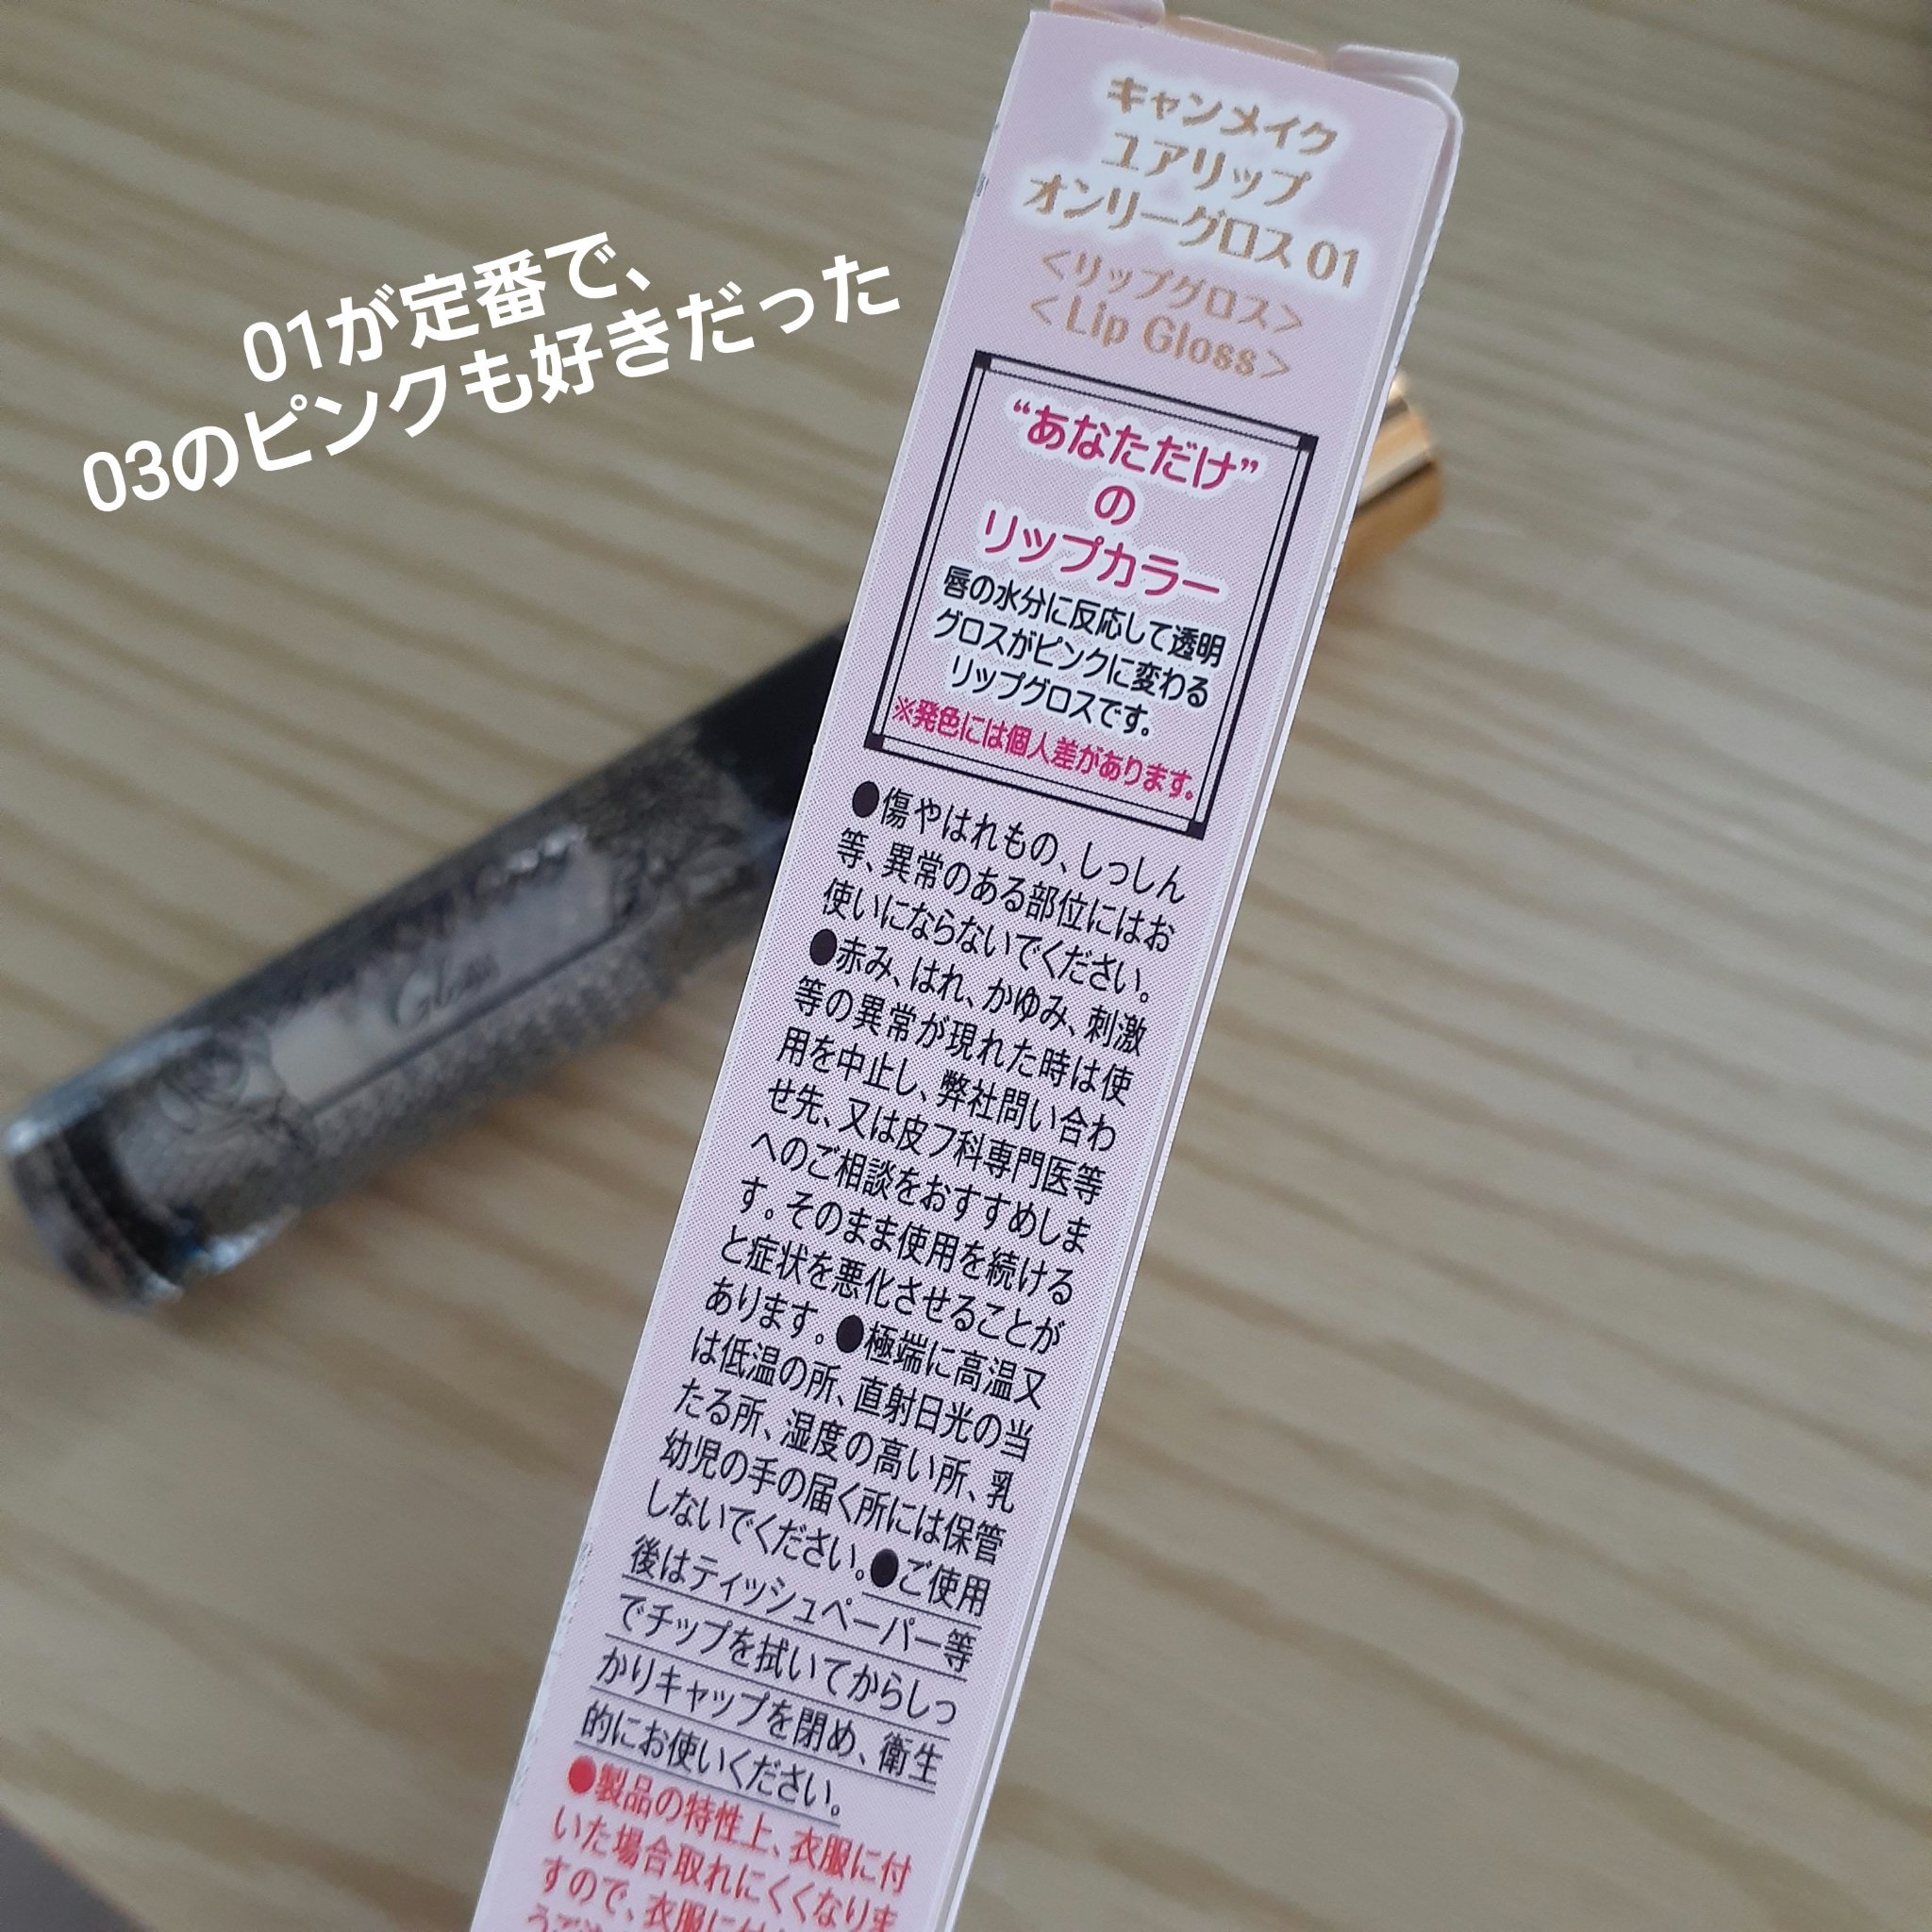 01が定番で、
03のピンクも好きだった
キャンメイク
ユアリップ
オンリーグロス 01
＜リップグロス＞
＜Lip Gloss＞
“あなただけ”
の
リップカラー
唇の水分に反応して透明
グロスがピンクに変わる
リップグロスです。
※発色には個人差があります。
●傷やはれもの、しっしん
等、異常のある部位にはお
使いにならないでください。
●赤み、はれ、かゆみ、刺激
等の異常が現れた時は使
用を中止し、弊社問い合わ
せ先、又は皮フ科専門医等
へのご相談をおすすめしま
す。そのまま使用を続ける
と症状を悪化させることが
あります。●極端に高温又
は低温の所、直射日光の当
たる所、湿度の高い所、乳
幼児の手の届く所には保管
しないでください。●ご使用
後はティッシュペーパー等
でチップを拭いてからしっ
かりキャップを閉め、衛生
的にお使いください。
●製品の特性上、衣服に付
いた場合取れにくくなりま
すので、衣服に付
Gloss